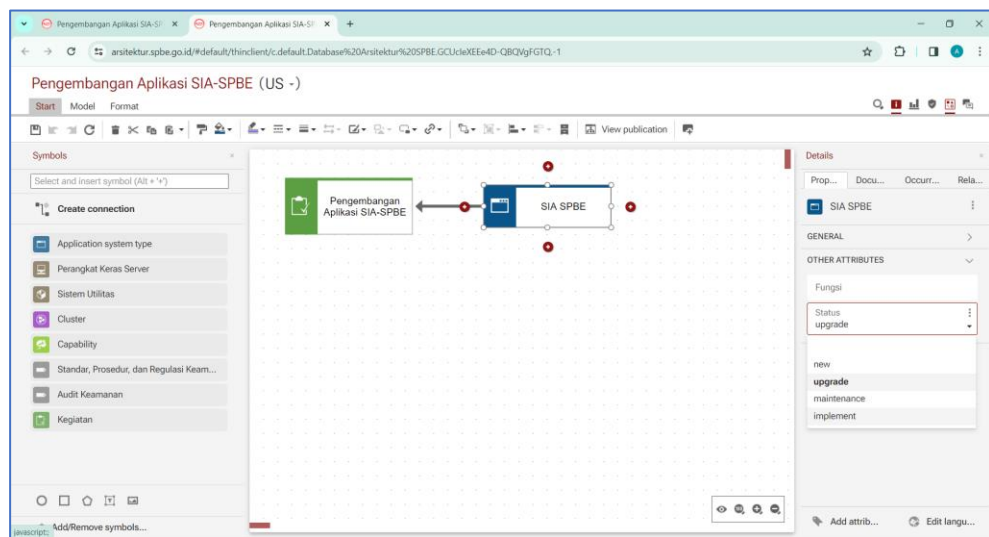 Pengembangan Aplikasi SIA-SP
Pengembangan Aplikasi SIA-SP
arsitektur.spbe.go.id/#default/thinclient/c.default.Database%20Arsitektur%20SPBE.GCUcIeXEEe4D-QBQVgFGTQ.-1
Pengembangan Aplikasi SIA-SPBE (US -)
Start Model Format
View publication
Symbols
Select and insert symbol (Alt + '+')
Create connection
Application system type
Perangkat Keras Server
Sistem Utilitas
Cluster
Capability
Standar, Prosedur, dan Regulasi Keam...
Audit Keamanan
Kegiatan
Add/Remove symbols...
javascript:;
Pengembangan
Aplikasi SIA-SPBE
SIA SPBE
Details
Prop... Docu... Occurr... Rela...
SIA SPBE
GENERAL
OTHER ATTRIBUTES
Fungsi
Status
upgrade
new
upgrade
maintenance
implement
Add attrib... Edit langu...